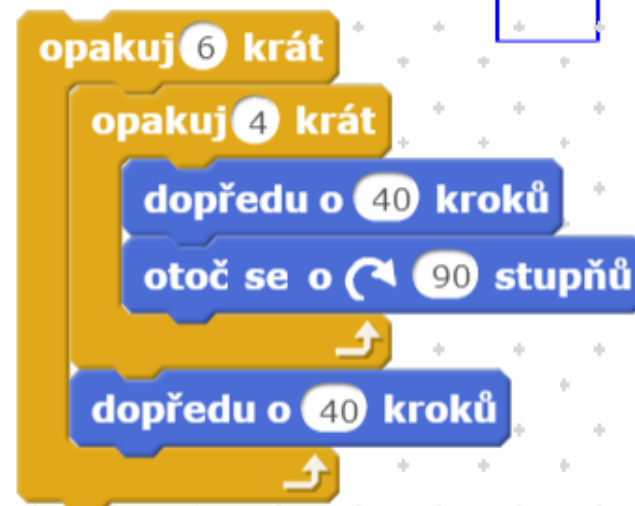 opakuj 6 krát
opakuj 4 krát
dopředu o 40 kroků
otoč se o 90 stupňů
dopředu o 40 kroků